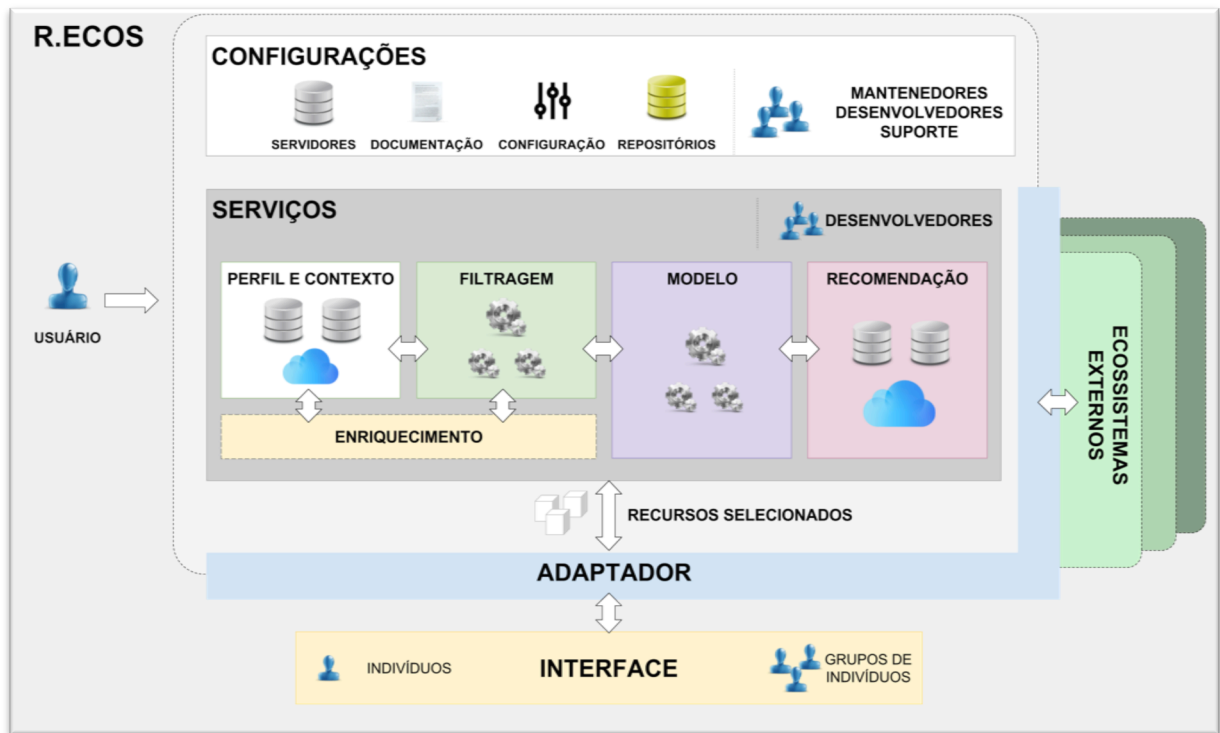 R.ECOS
CONFIGURAÇÕES
SERVIDORES
DOCUMENTAÇÃO
CONFIGURAÇÃO
REPOSITÓRIOS
MANTENEDORES
DESENVOLVEDORES
SUPORTE
SERVIÇOS
DESENVOLVEDORES
USUÁRIO
PERFIL E CONTEXTO
FILTRAGEM
MODELO
RECOMENDAÇÃO
ENRIQUECIMENTO
ECOSSISTEMAS
EXTERNOS
RECURSOS SELECIONADOS
ADAPTADOR
INDIVÍDUOS
INTERFACE
GRUPOS DE
INDIVÍDUOS